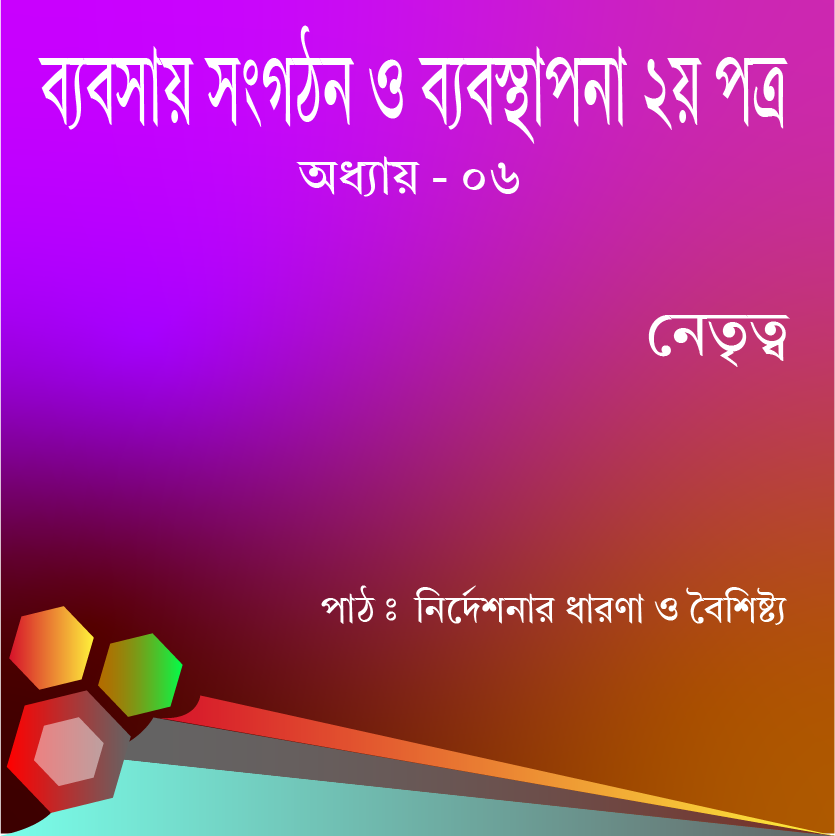 ব্যবসায় সংগঠন ও ব্যবস্থাপনা ২য় পত্র
অধ্যায় - ০৬
নেতৃত্ব
পাঠ ঃ নির্দেশনার ধারণা ও বৈশিষ্ট্য